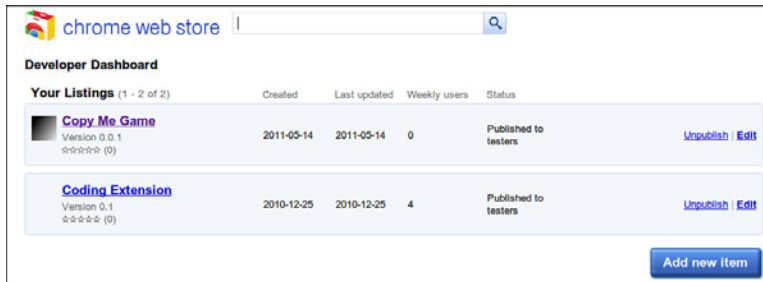 chrome web store
Developer Dashboard
Your Listings (1 - 2 of 2) Created Last updated Weekly users Status
Copy Me Game
Version 0.0.1
☆☆☆☆☆ (0)
2011-05-14 2011-05-14 0 Published to testers Unpublish | Edit
Coding Extension
Version 0.1
☆☆☆☆☆ (0)
2010-12-25 2010-12-25 4 Published to testers Unpublish | Edit
Add new item